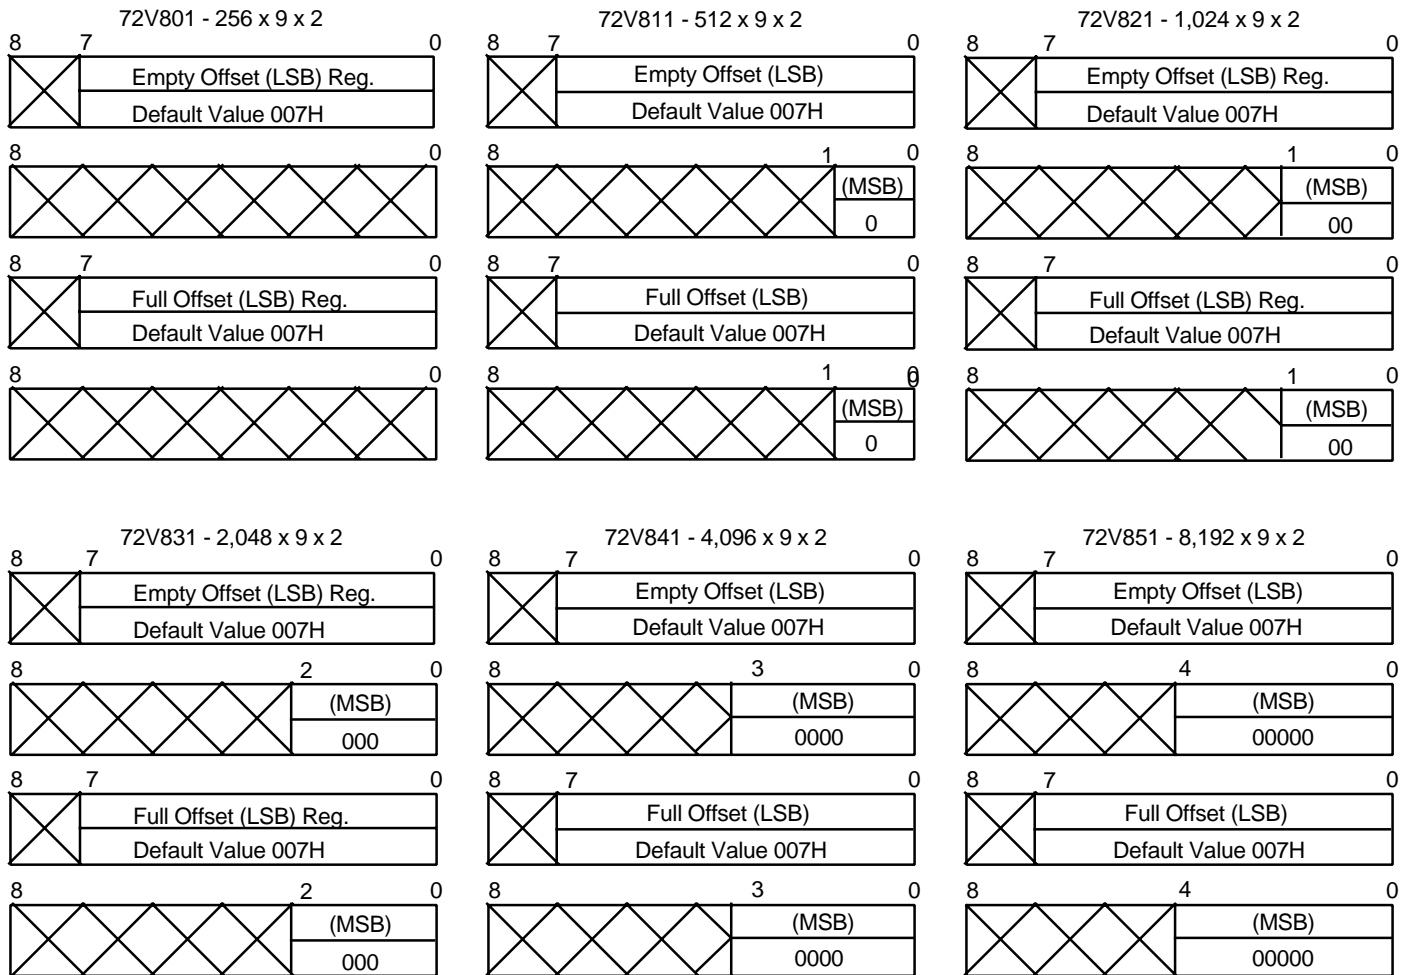 72V801 - 256 x 9 x 2
8 7 0
Empty Offset (LSB) Reg.
Default Value 007H
8 0
8 7 0
Full Offset (LSB) Reg.
Default Value 007H
8 0
72V811 - 512 x 9 x 2
8 7 0
Empty Offset (LSB)
Default Value 007H
8 1 0
(MSB)
0
8 7 0
Full Offset (LSB)
Default Value 007H
8 1 0
0
(MSB)
0
72V821 - 1,024 x 9 x 2
8 7 0
Empty Offset (LSB) Reg.
Default Value 007H
8 1 0
(MSB)
00
8 7 0
Full Offset (LSB) Reg.
Default Value 007H
8 1 0
(MSB)
00
72V831 - 2,048 x 9 x 2
8 7 0
Empty Offset (LSB) Reg.
Default Value 007H
8 2 0
(MSB)
000
8 7 0
Full Offset (LSB) Reg.
Default Value 007H
8 2 0
(MSB)
000
72V841 - 4,096 x 9 x 2
8 7 0
Empty Offset (LSB)
Default Value 007H
8 3 0
(MSB)
0000
8 7 0
Full Offset (LSB)
Default Value 007H
8 3 0
(MSB)
0000
72V851 - 8,192 x 9 x 2
8 7 0
Empty Offset (LSB)
Default Value 007H
8 4 0
(MSB)
00000
8 7 0
Full Offset (LSB)
Default Value 007H
8 4 0
(MSB)
00000